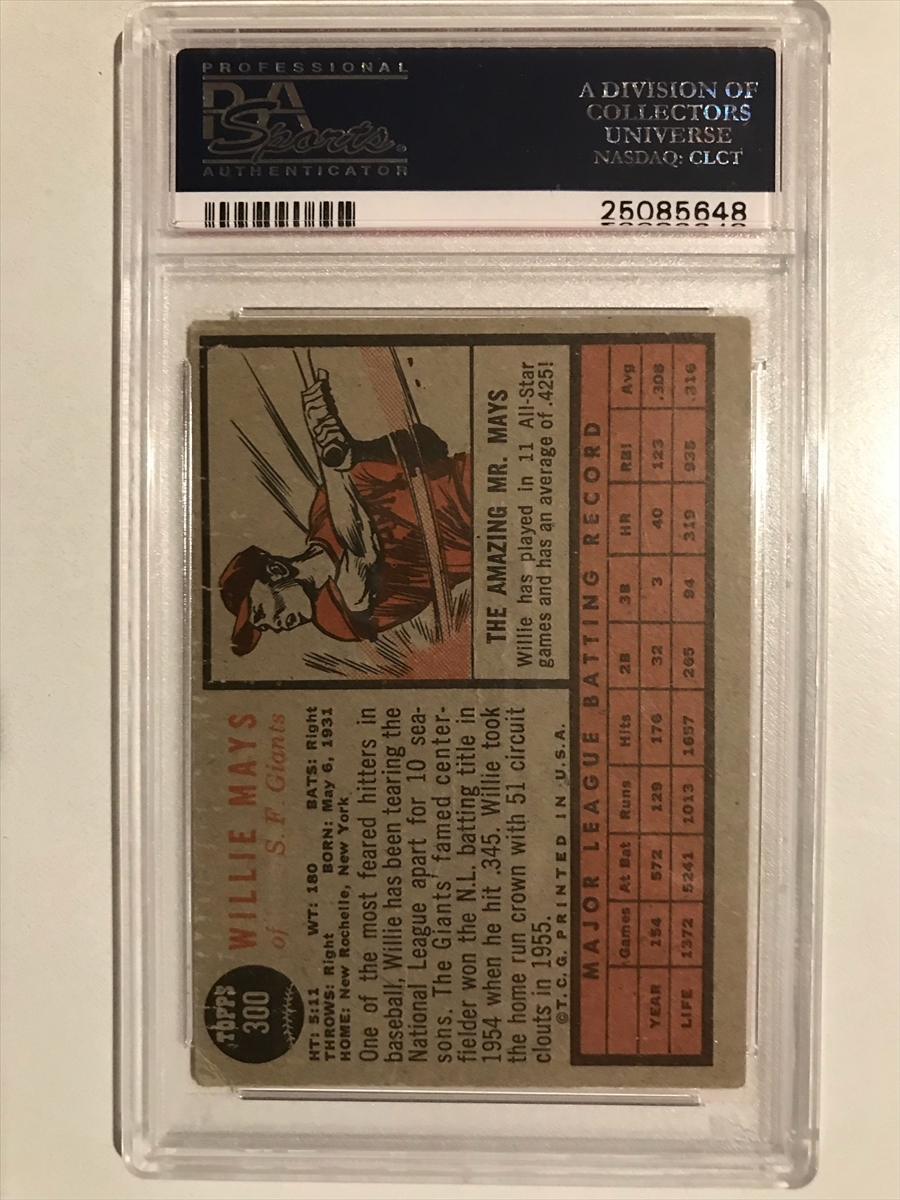 PROFESSIONAL
PSA
Sports
AUTHENTICATOR
A DIVISION OF
COLLECTORS
UNIVERSE
NASDAQ: CLCT
25085648
TOPPS
300
WILLIE MAYS
of S. F. Giants
HT: 5:11 WT: 180 BATS: Right
THROWS: Right BORN: May 6, 1931
HOME: New Rochelle, New York
One of the most feared hitters in
baseball, Willie has been tearing the
National League apart for 10 sea-
sons. The Giants' famed center-
fielder won the N.L. batting title in
1954 when he hit .345. Willie took
the home run crown with 51 circuit
clouts in 1955.
©T.C.G. PRINTED IN U.S.A.
THE AMAZING MR. MAYS
Willie has played in 11 All-Star
games and has an average of .425!
MAJOR LEAGUE BATTING RECORD
Games At Bat Runs Hits 2B 3B HR RBI Avg
YEAR 154 572 129 176 32 3 40 123 .308
LIFE 1372 5241 1013 1657 265 94 319 935 .316